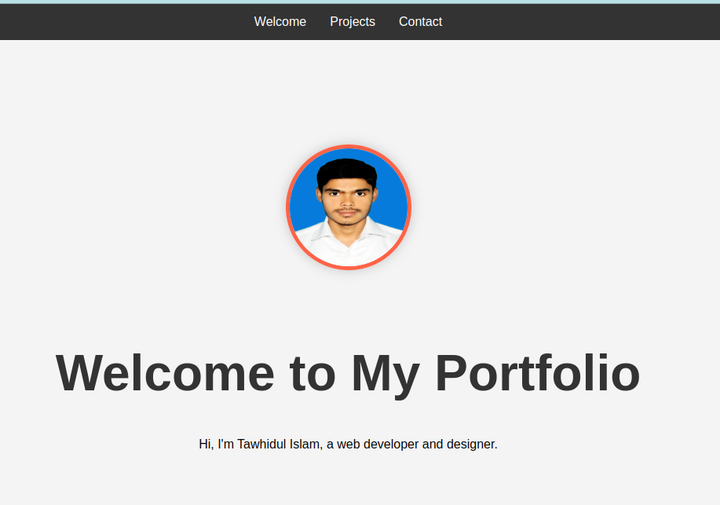 Welcome Projects Contact
Welcome to My Portfolio
Hi, I'm Tawhidul Islam, a web developer and designer.